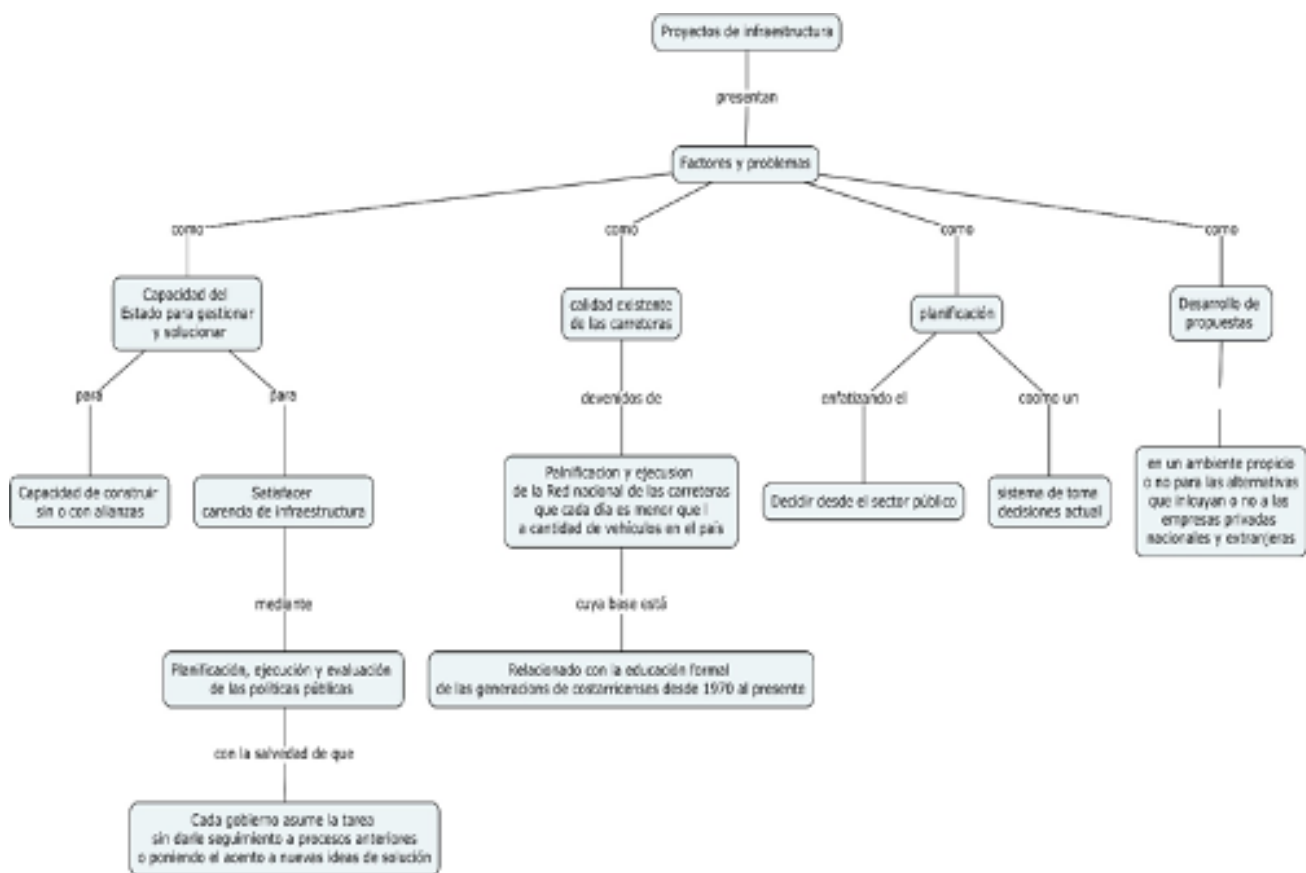 Proyectos de infraestructura
presentan
Factores y problemas
como
como
como
como
Capacidad del
Estado para gestionar
y solucionar
calidad existente
de las carreteras
planificación
Desarrollo de
propuestas
para
para
devenidos de
enfatizando el
coomo un
Capacidad de construir
sin o con alianzas
Satisfacer
carencia de infraestructura
Pelnificacion y ejecusion
de la Red nacional de las carreteras
que cada día es menor que l
a cantidad de vehículos en el país
Decidir desde el sector público
sistema de toma
decisiones actual
en un ambiente propicio
o no para las alternativas
que inlcuyan o no a las
empresas privadas
nacionales y extranjeras
mediante
cuya base está
Planificación, ejecución y evaluación
de las políticas públicas
Relacionado con la educación formal
de las generacions de costarricenses desde 1970 al presente
con la salvedad de que
Cada gobierno asume la tarea
sin darle seguimiento a procesos anteriores
o poniendo el acento a nuevas ideas de solución